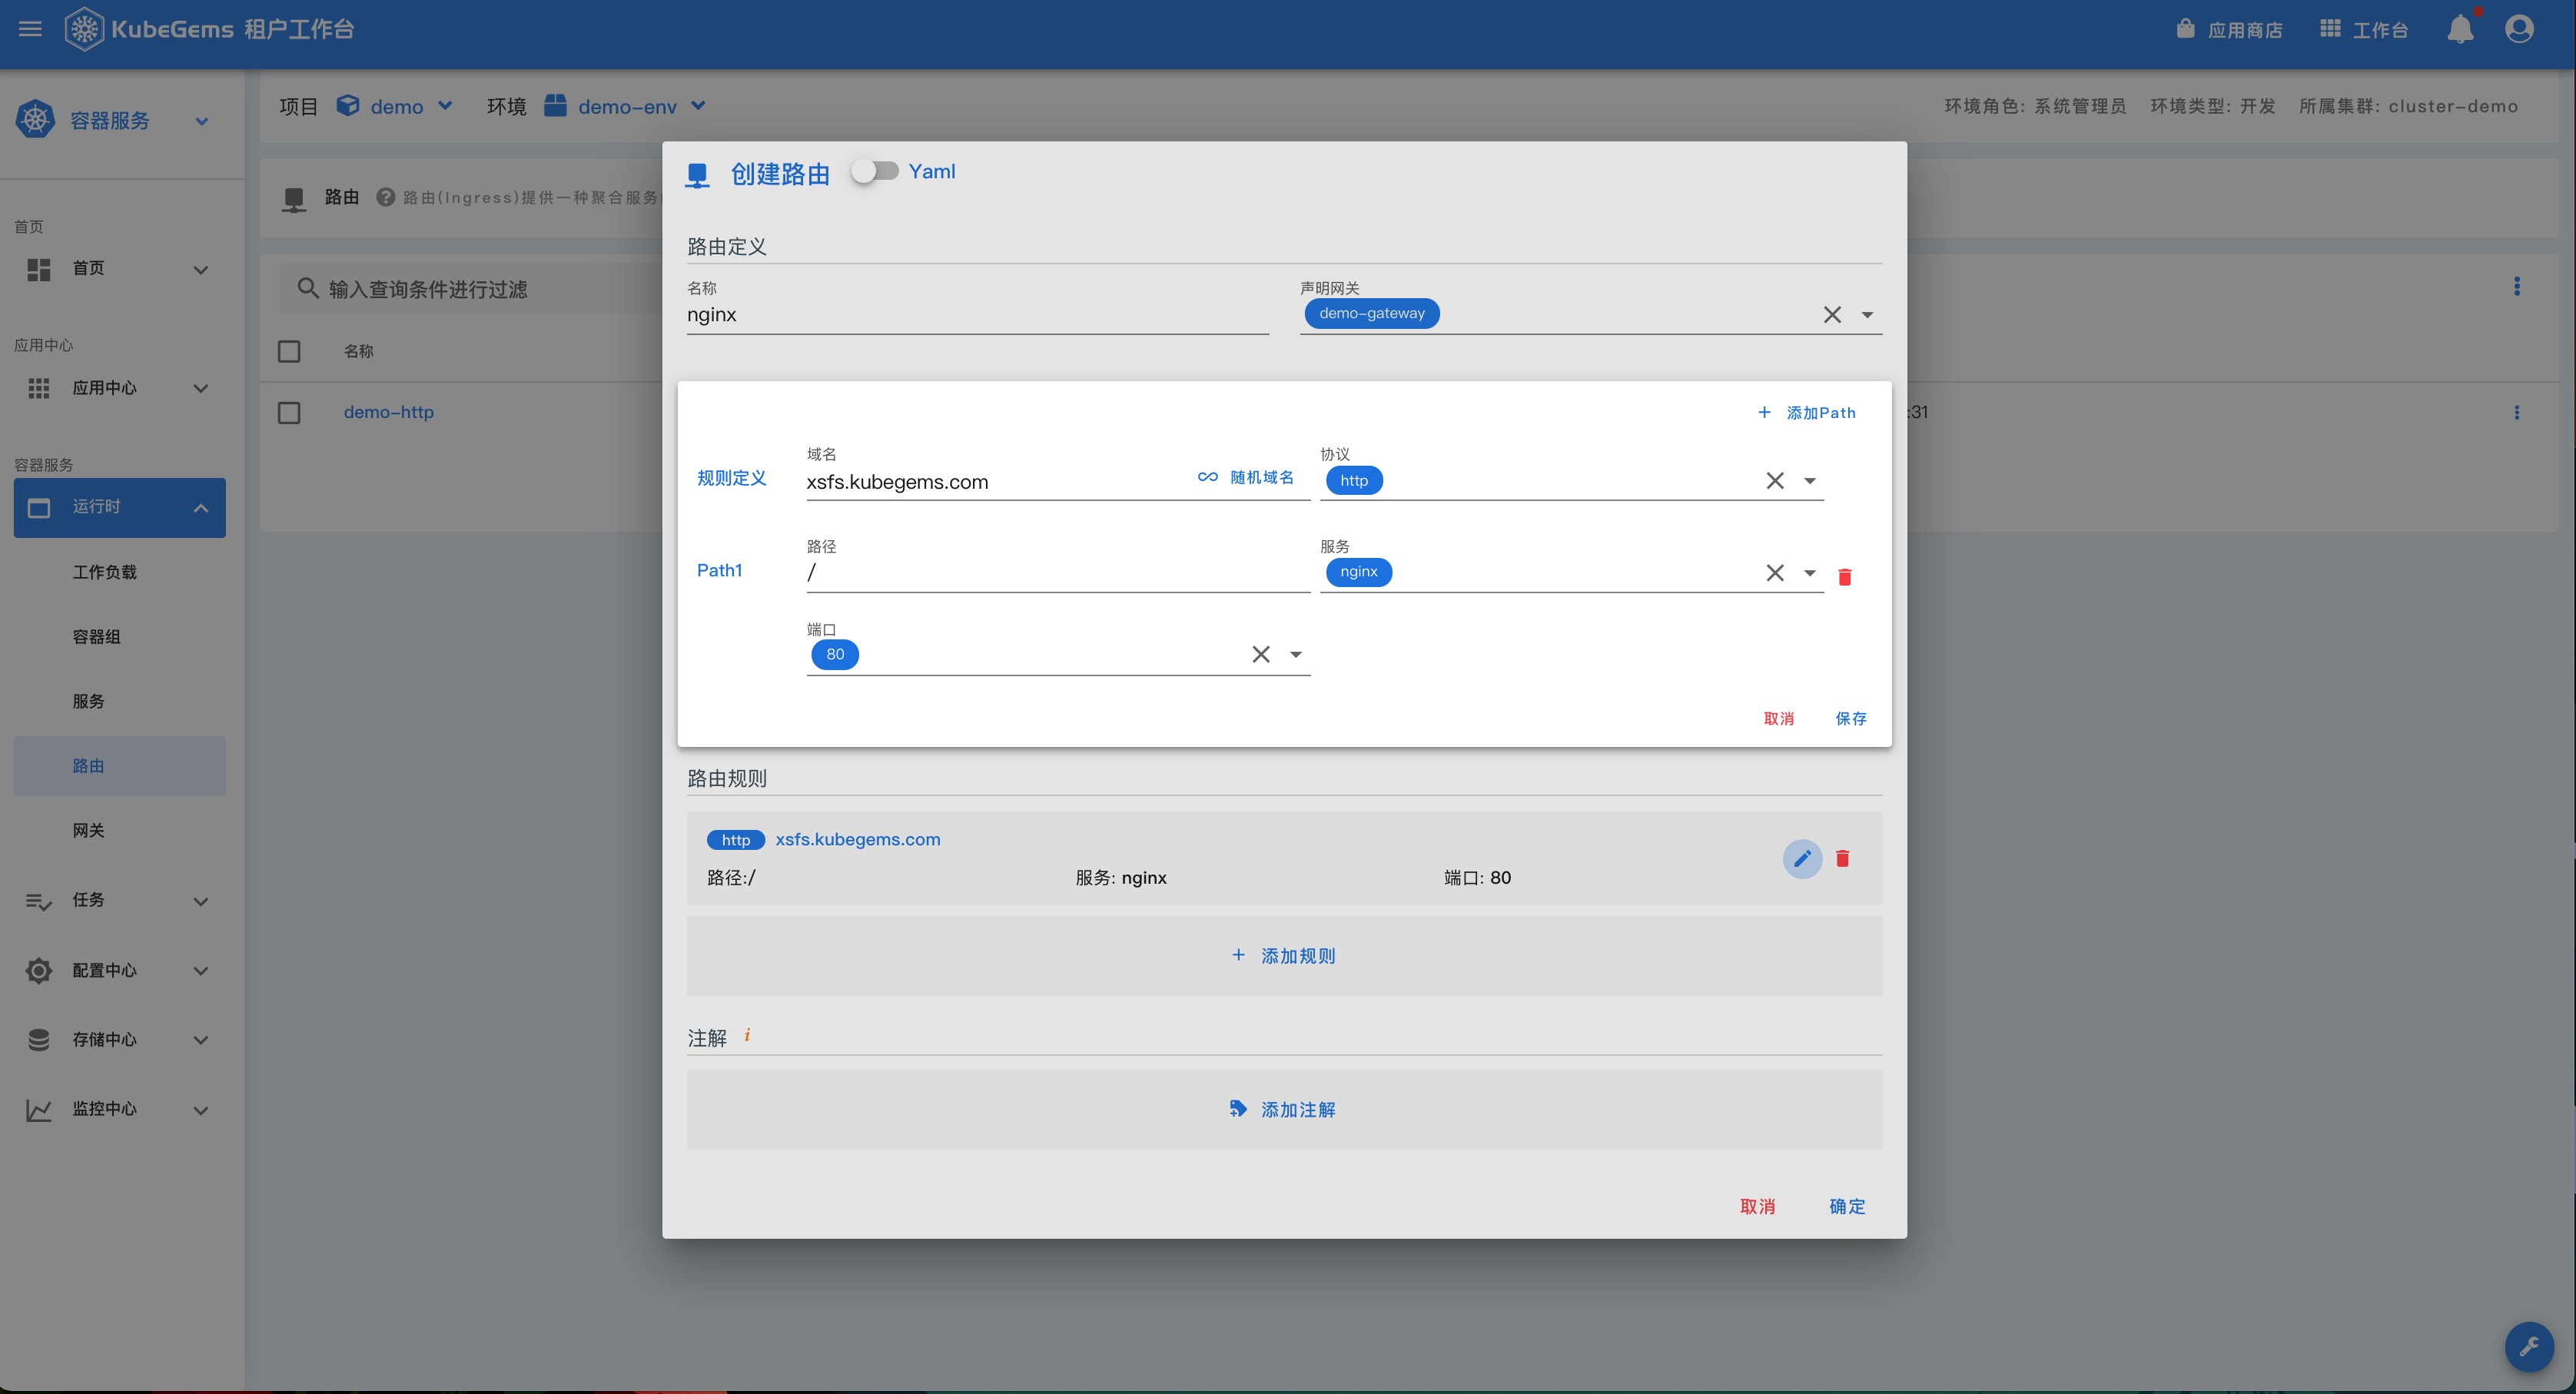 KubeGems 租户工作台
应用商店
工作台
容器服务
项目 demo 环境 demo-env
环境角色: 系统管理员 环境类型: 开发 所属集群: cluster-demo
首页
首页
应用中心
应用中心
容器服务
运行时
工作负载
容器组
服务
路由
网关
任务
配置中心
存储中心
监控中心
路由 路由(Ingress)提供一种聚合服务
输入查询条件进行过滤
名称
demo-http
:31
创建路由 Yaml
路由定义
名称
nginx
声明网关
demo-gateway
+ 添加Path
规则定义
域名
xsfs.kubegems.com
随机域名
协议
http
Path1
路径
/
服务
nginx
端口
80
取消 保存
路由规则
http xsfs.kubegems.com
路径:/ 服务: nginx 端口: 80
+ 添加规则
注解 i
添加注解
取消 确定